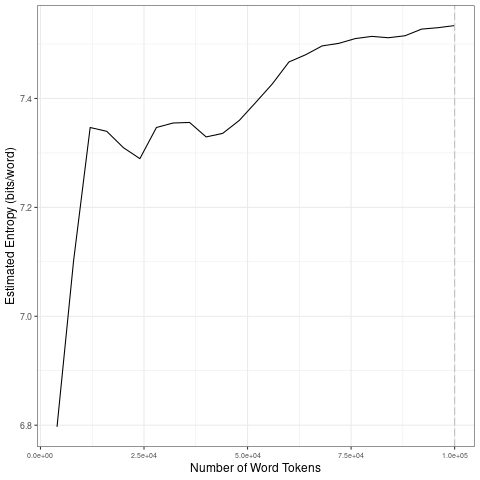 Estimated Entropy (bits/word)
7.4
7.2
7.0
6.8
0.0e+00 2.5e+04 5.0e+04 7.5e+04 1.0e+05
Number of Word Tokens